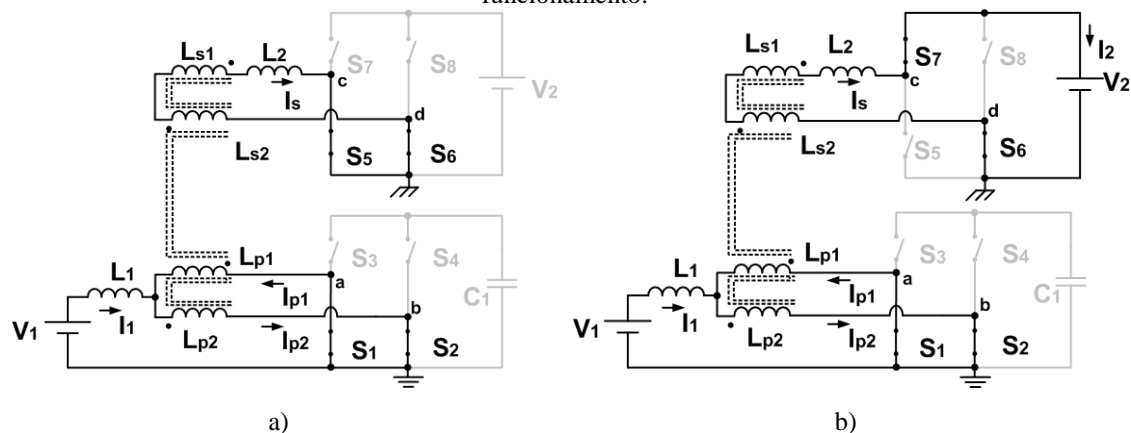 funcionamento.
Ls1 L2 S7 S8
Is c V2
d
Ls2 S5 S6
Lp1 S3 S4
L1 a
Ip1 C1
V1 I1 b
Lp2 Ip2 S1 S2
a)
Ls1 L2 S7 S8 I2
Is c V2
d
Ls2 S5 S6
Lp1 S3 S4
L1 a
Ip1 C1
V1 I1 b
Lp2 Ip2 S1 S2
b)